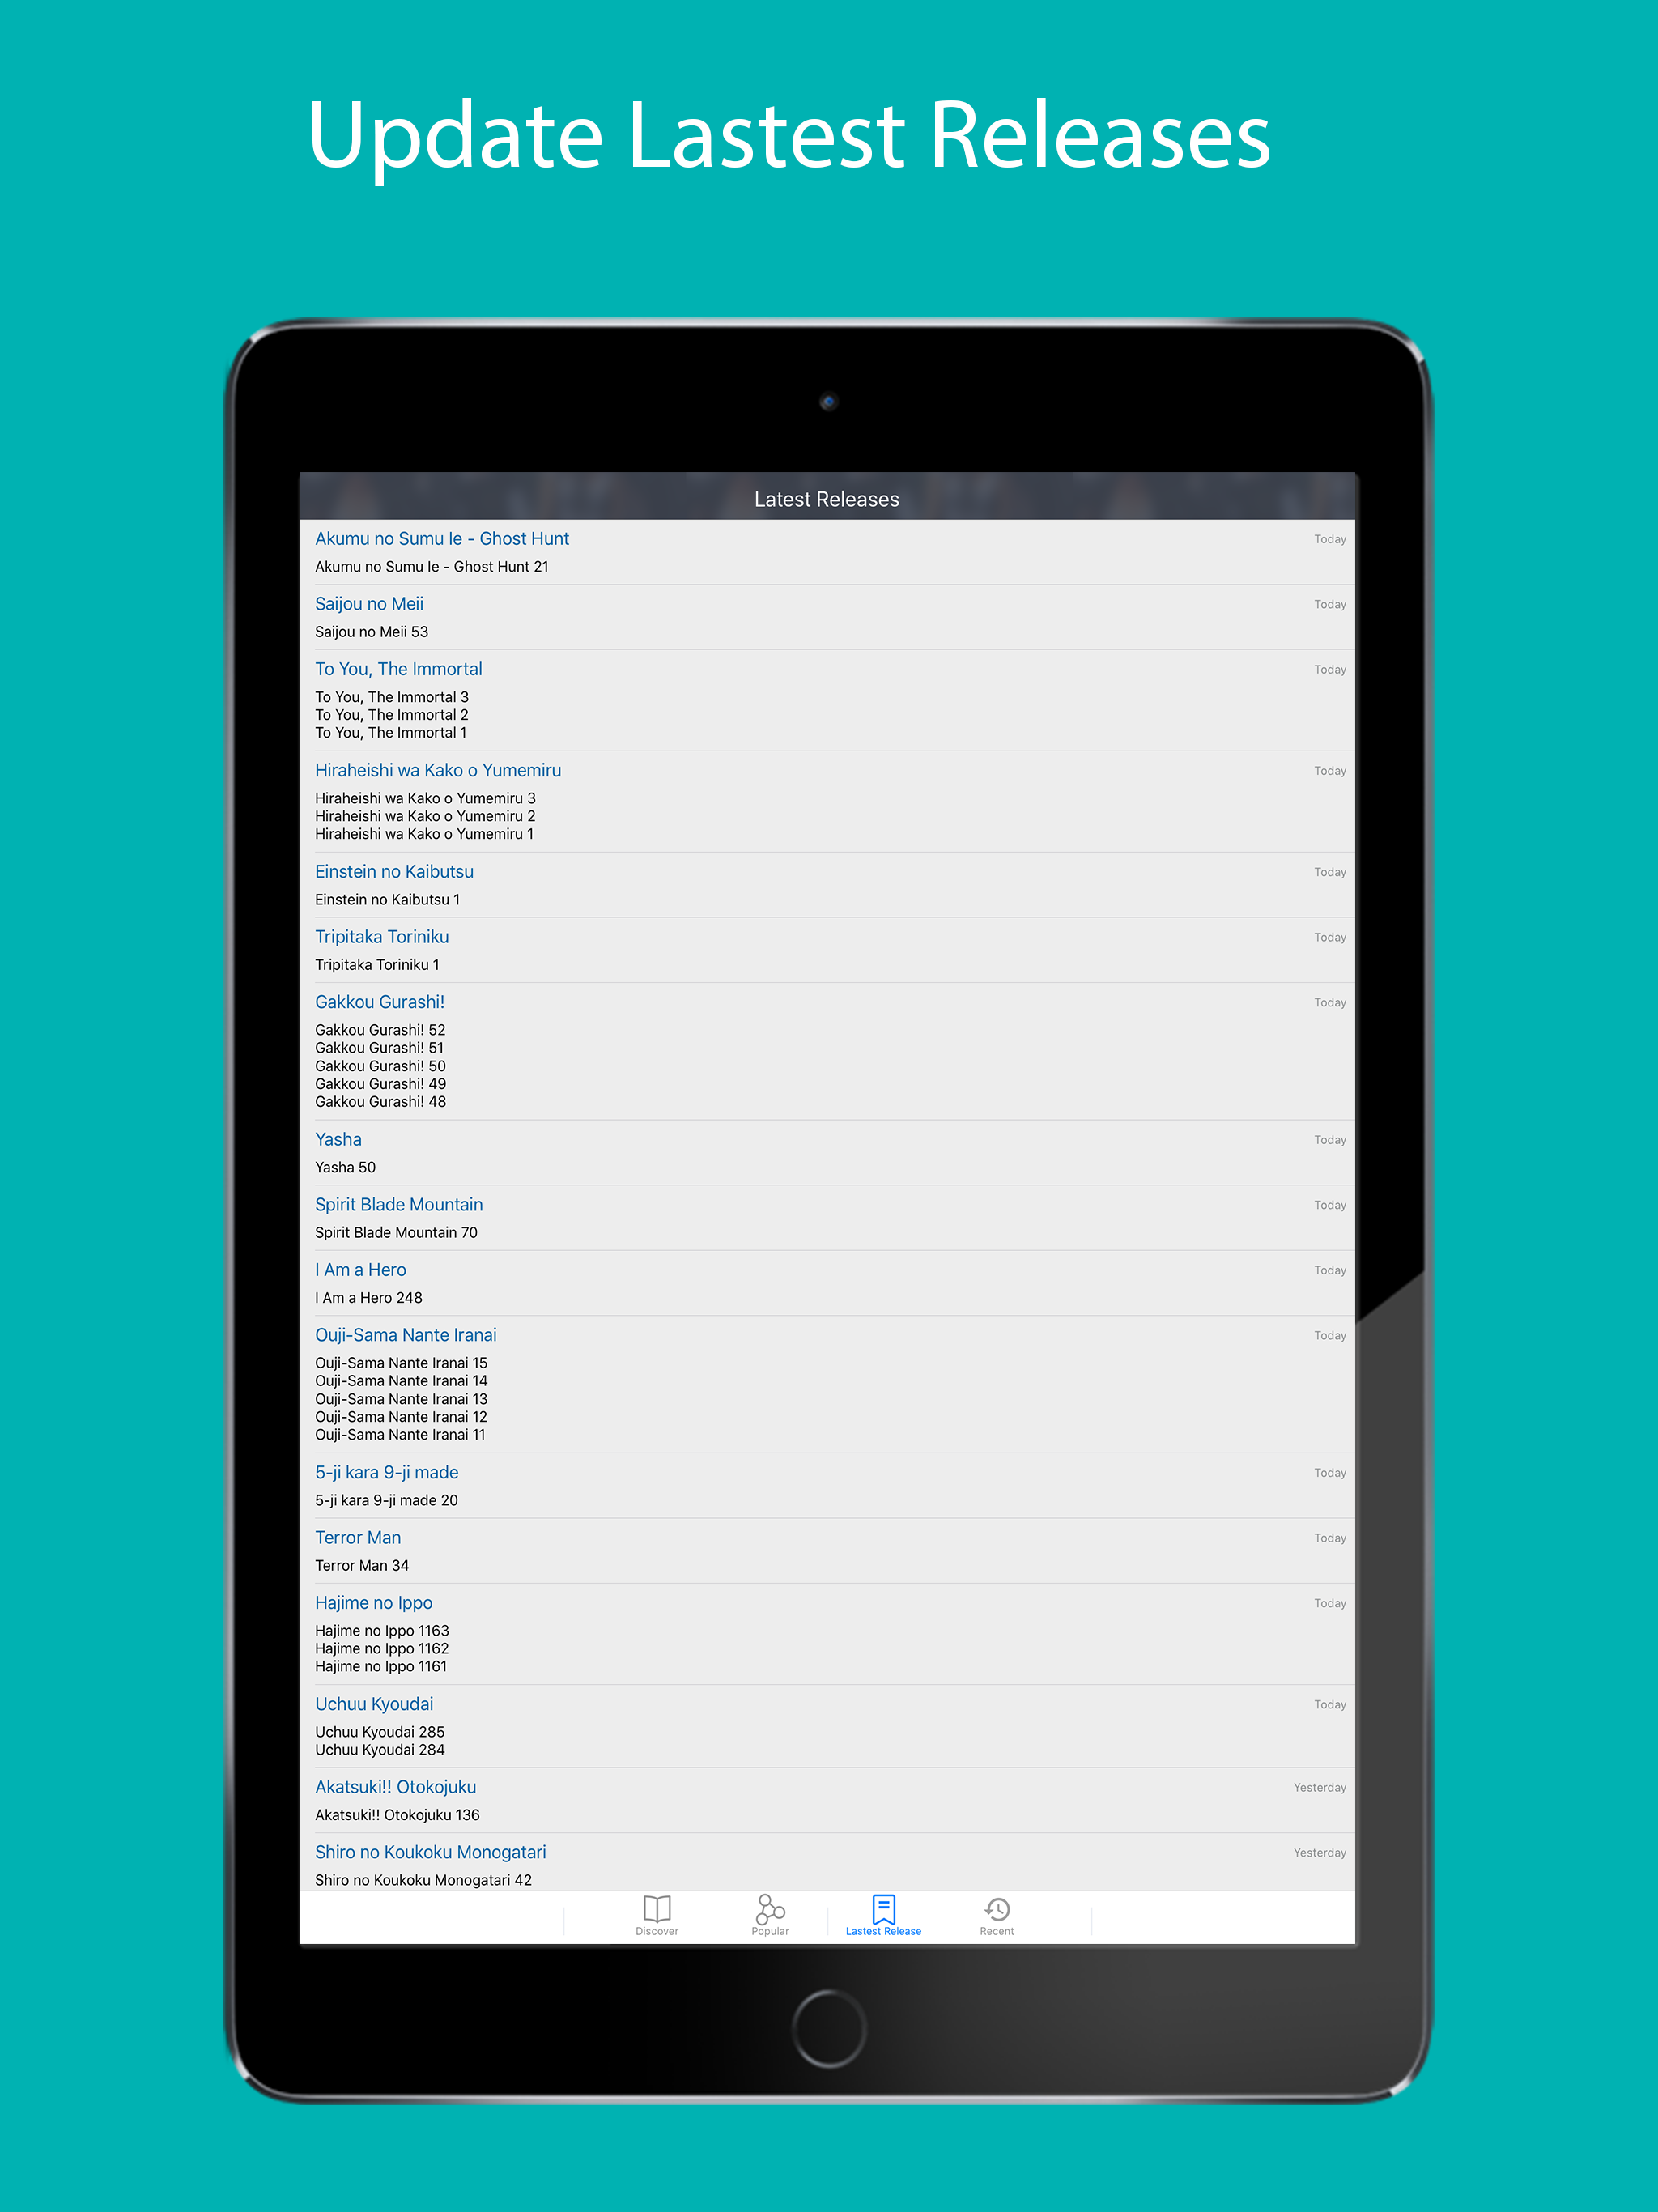 Update Lastest Releases
Latest Releases
Akumu no Sumu Ie - Ghost Hunt Today
Akumu no Sumu Ie - Ghost Hunt 21
Saijou no Meii Today
Saijou no Meii 53
To You, The Immortal Today
To You, The Immortal 3
To You, The Immortal 2
To You, The Immortal 1
Hiraheishi wa Kako o Yumemiru Today
Hiraheishi wa Kako o Yumemiru 3
Hiraheishi wa Kako o Yumemiru 2
Hiraheishi wa Kako o Yumemiru 1
Einstein no Kaibutsu Today
Einstein no Kaibutsu 1
Tripitaka Toriniku Today
Tripitaka Toriniku 1
Gakkou Gurashi! Today
Gakkou Gurashi! 52
Gakkou Gurashi! 51
Gakkou Gurashi! 50
Gakkou Gurashi! 49
Gakkou Gurashi! 48
Yasha Today
Yasha 50
Spirit Blade Mountain Today
Spirit Blade Mountain 70
I Am a Hero Today
I Am a Hero 248
Ouji-Sama Nante Iranai Today
Ouji-Sama Nante Iranai 15
Ouji-Sama Nante Iranai 14
Ouji-Sama Nante Iranai 13
Ouji-Sama Nante Iranai 12
Ouji-Sama Nante Iranai 11
5-ji kara 9-ji made Today
5-ji kara 9-ji made 20
Terror Man Today
Terror Man 34
Hajime no Ippo Today
Hajime no Ippo 1163
Hajime no Ippo 1162
Hajime no Ippo 1161
Uchuu Kyoudai Today
Uchuu Kyoudai 285
Uchuu Kyoudai 284
Akatsuki!! Otokojuku Yesterday
Akatsuki!! Otokojuku 136
Shiro no Koukoku Monogatari Yesterday
Shiro no Koukoku Monogatari 42
Discover Popular Lastest Release Recent